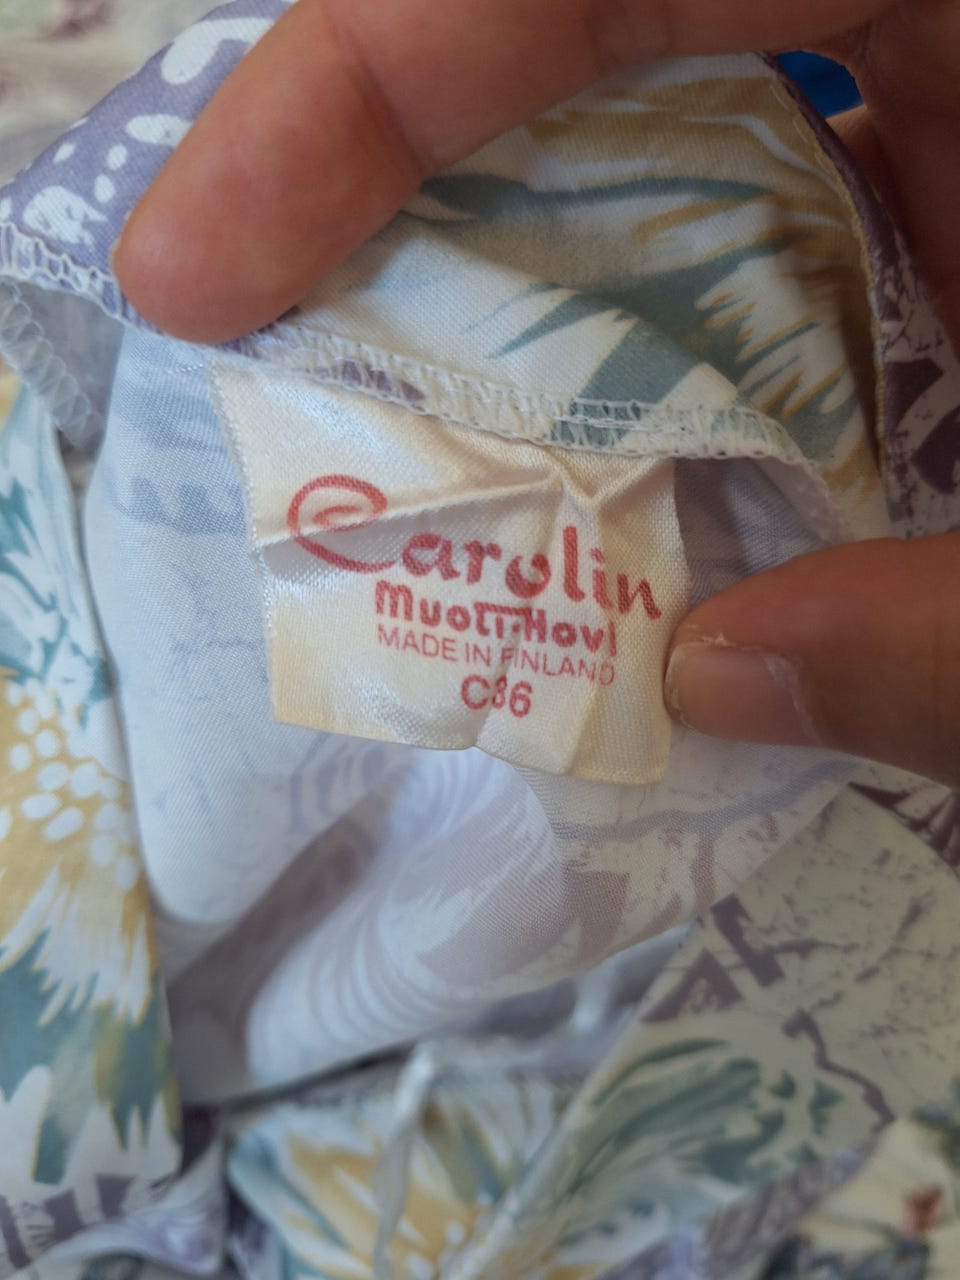 Carolin
Muoti-Hovi
MADE IN FINLAND
C36